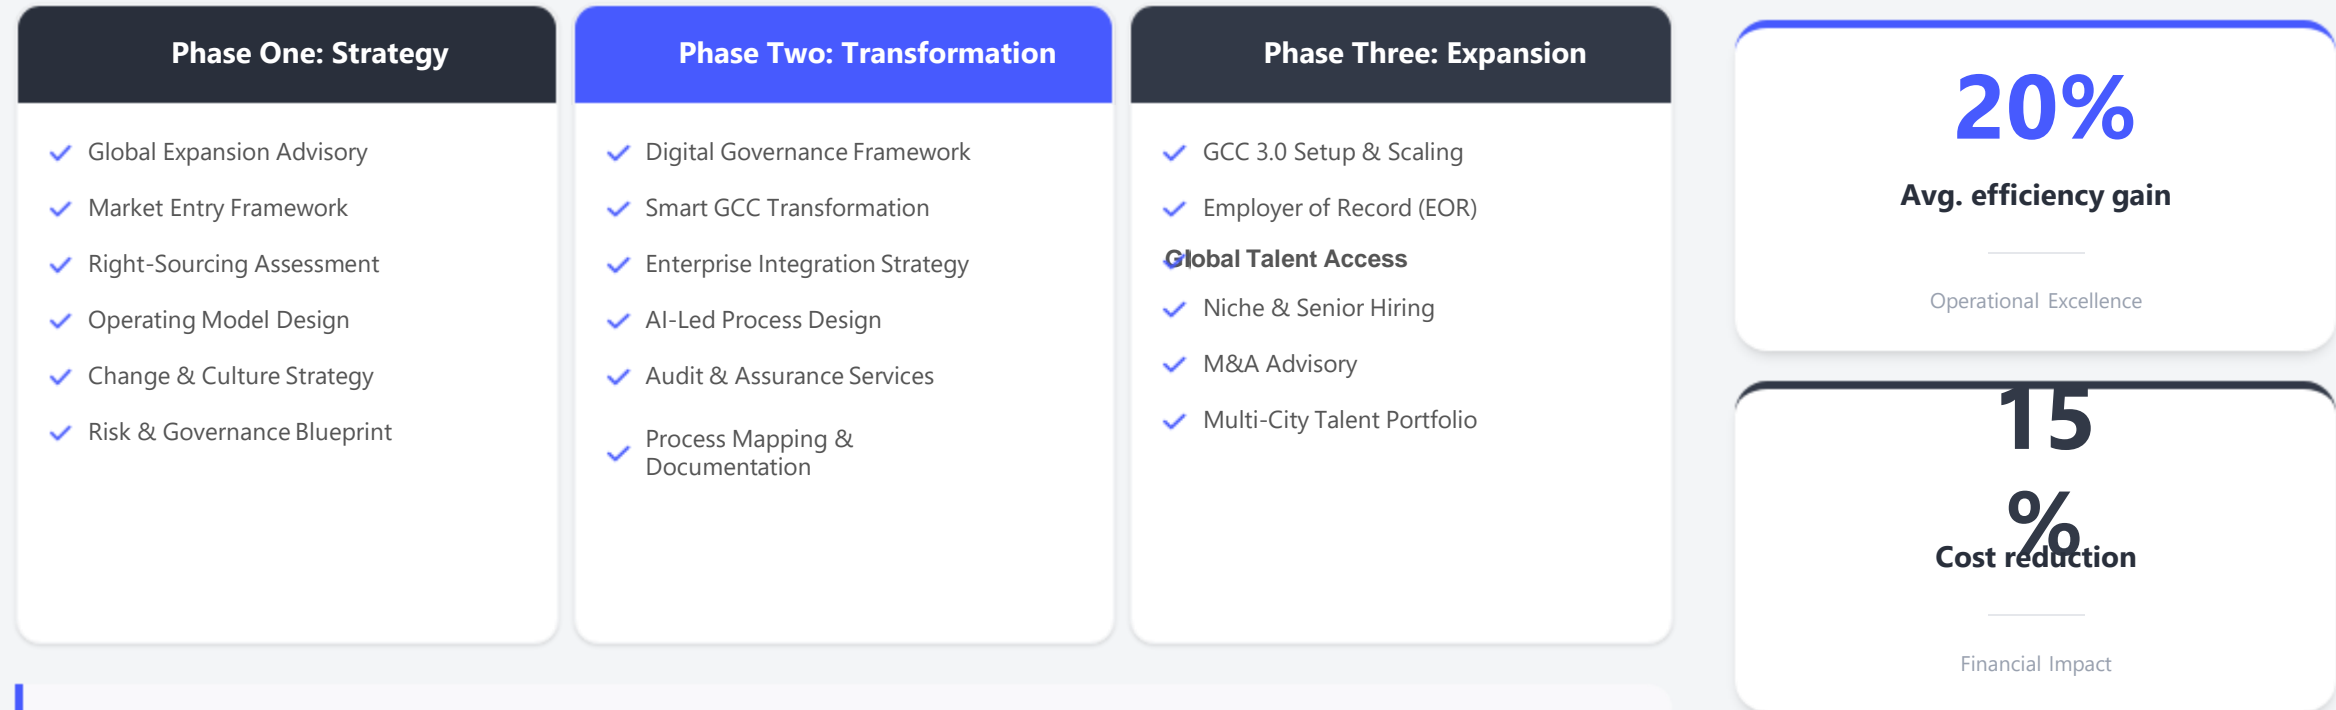 Phase One: Strategy
Global Expansion Advisory
Market Entry Framework
Right-Sourcing Assessment
Operating Model Design
Change & Culture Strategy
Risk & Governance Blueprint
Phase Two: Transformation
Digital Governance Framework
Smart GCC Transformation
Enterprise Integration Strategy
AI-Led Process Design
Audit & Assurance Services
Process Mapping &
Documentation
Phase Three: Expansion
GCC 3.0 Setup & Scaling
Employer of Record (EOR)
Global Talent Access
Niche & Senior Hiring
M&A Advisory
Multi-City Talent Portfolio
20%
Avg. efficiency gain
Operational Excellence
15
%
Cost reduction
Financial Impact